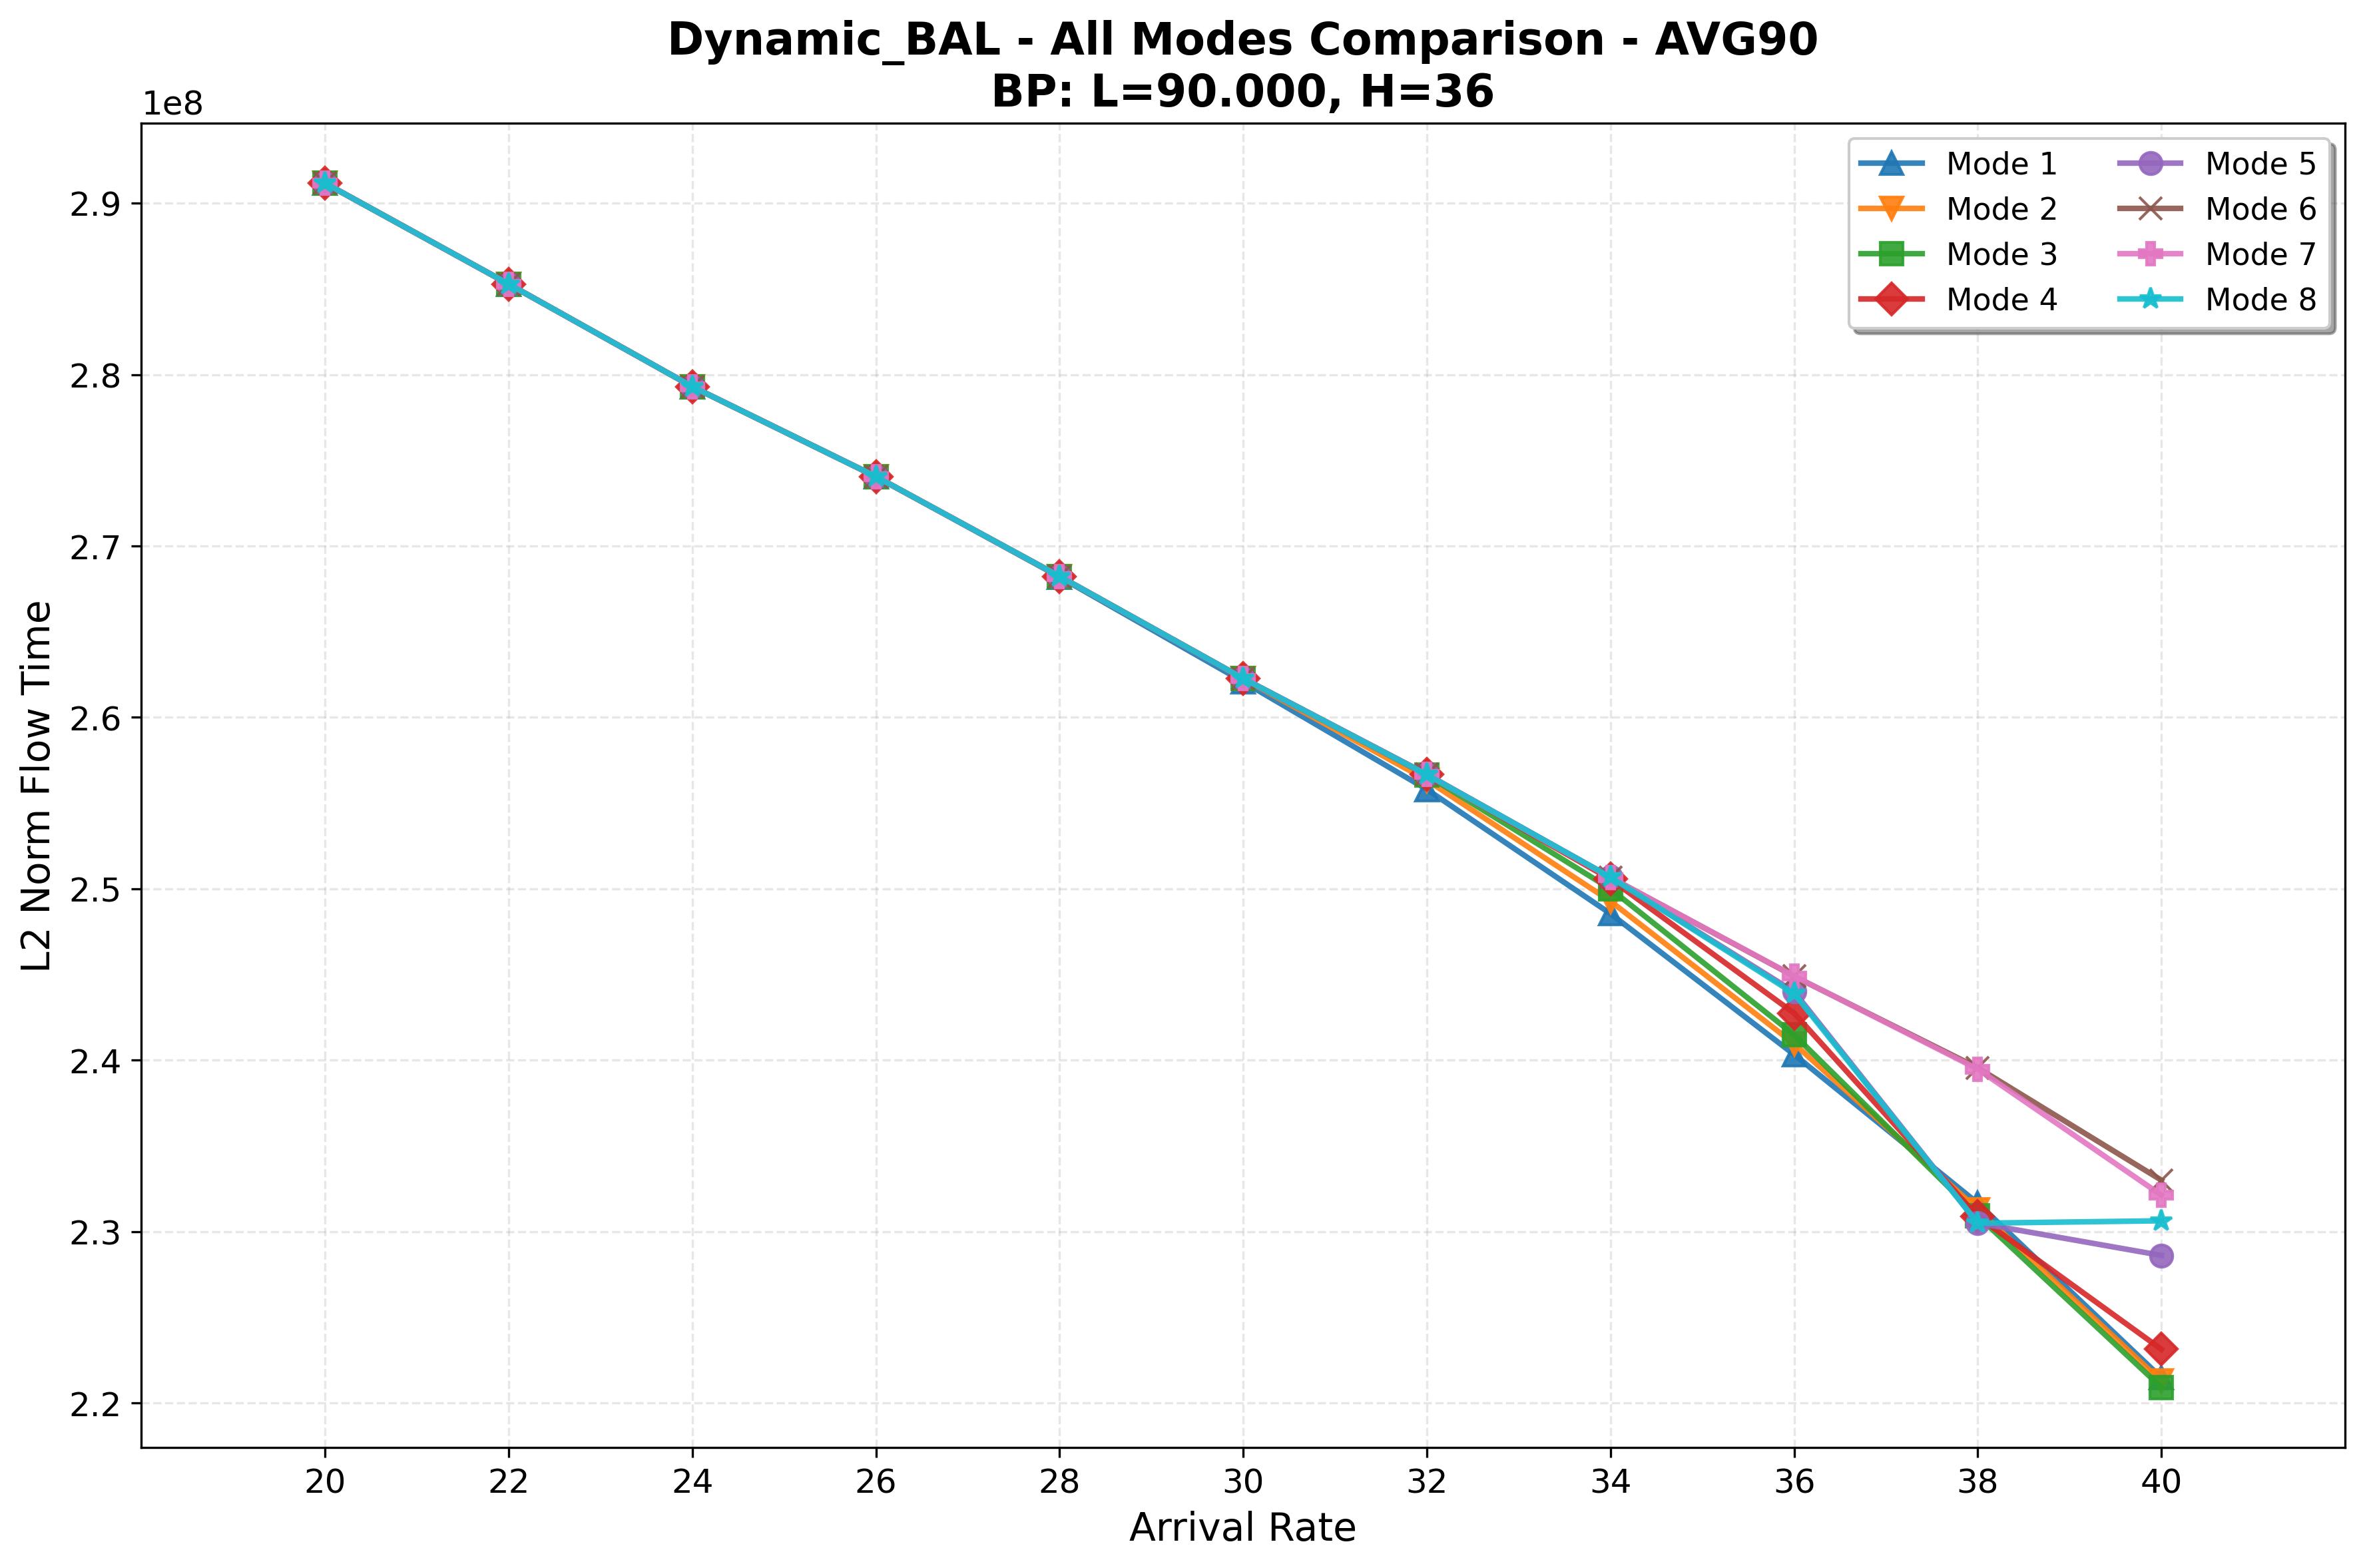 Dynamic_BAL - All Modes Comparison - AVG90
BP: L=90.000, H=36
1e8
Mode 1
Mode 2
Mode 3
Mode 4
Mode 5
Mode 6
Mode 7
Mode 8
L2 Norm Flow Time
2.9
2.8
2.7
2.6
2.5
2.4
2.3
2.2
20 22 24 26 28 30 32 34 36 38 40
Arrival Rate